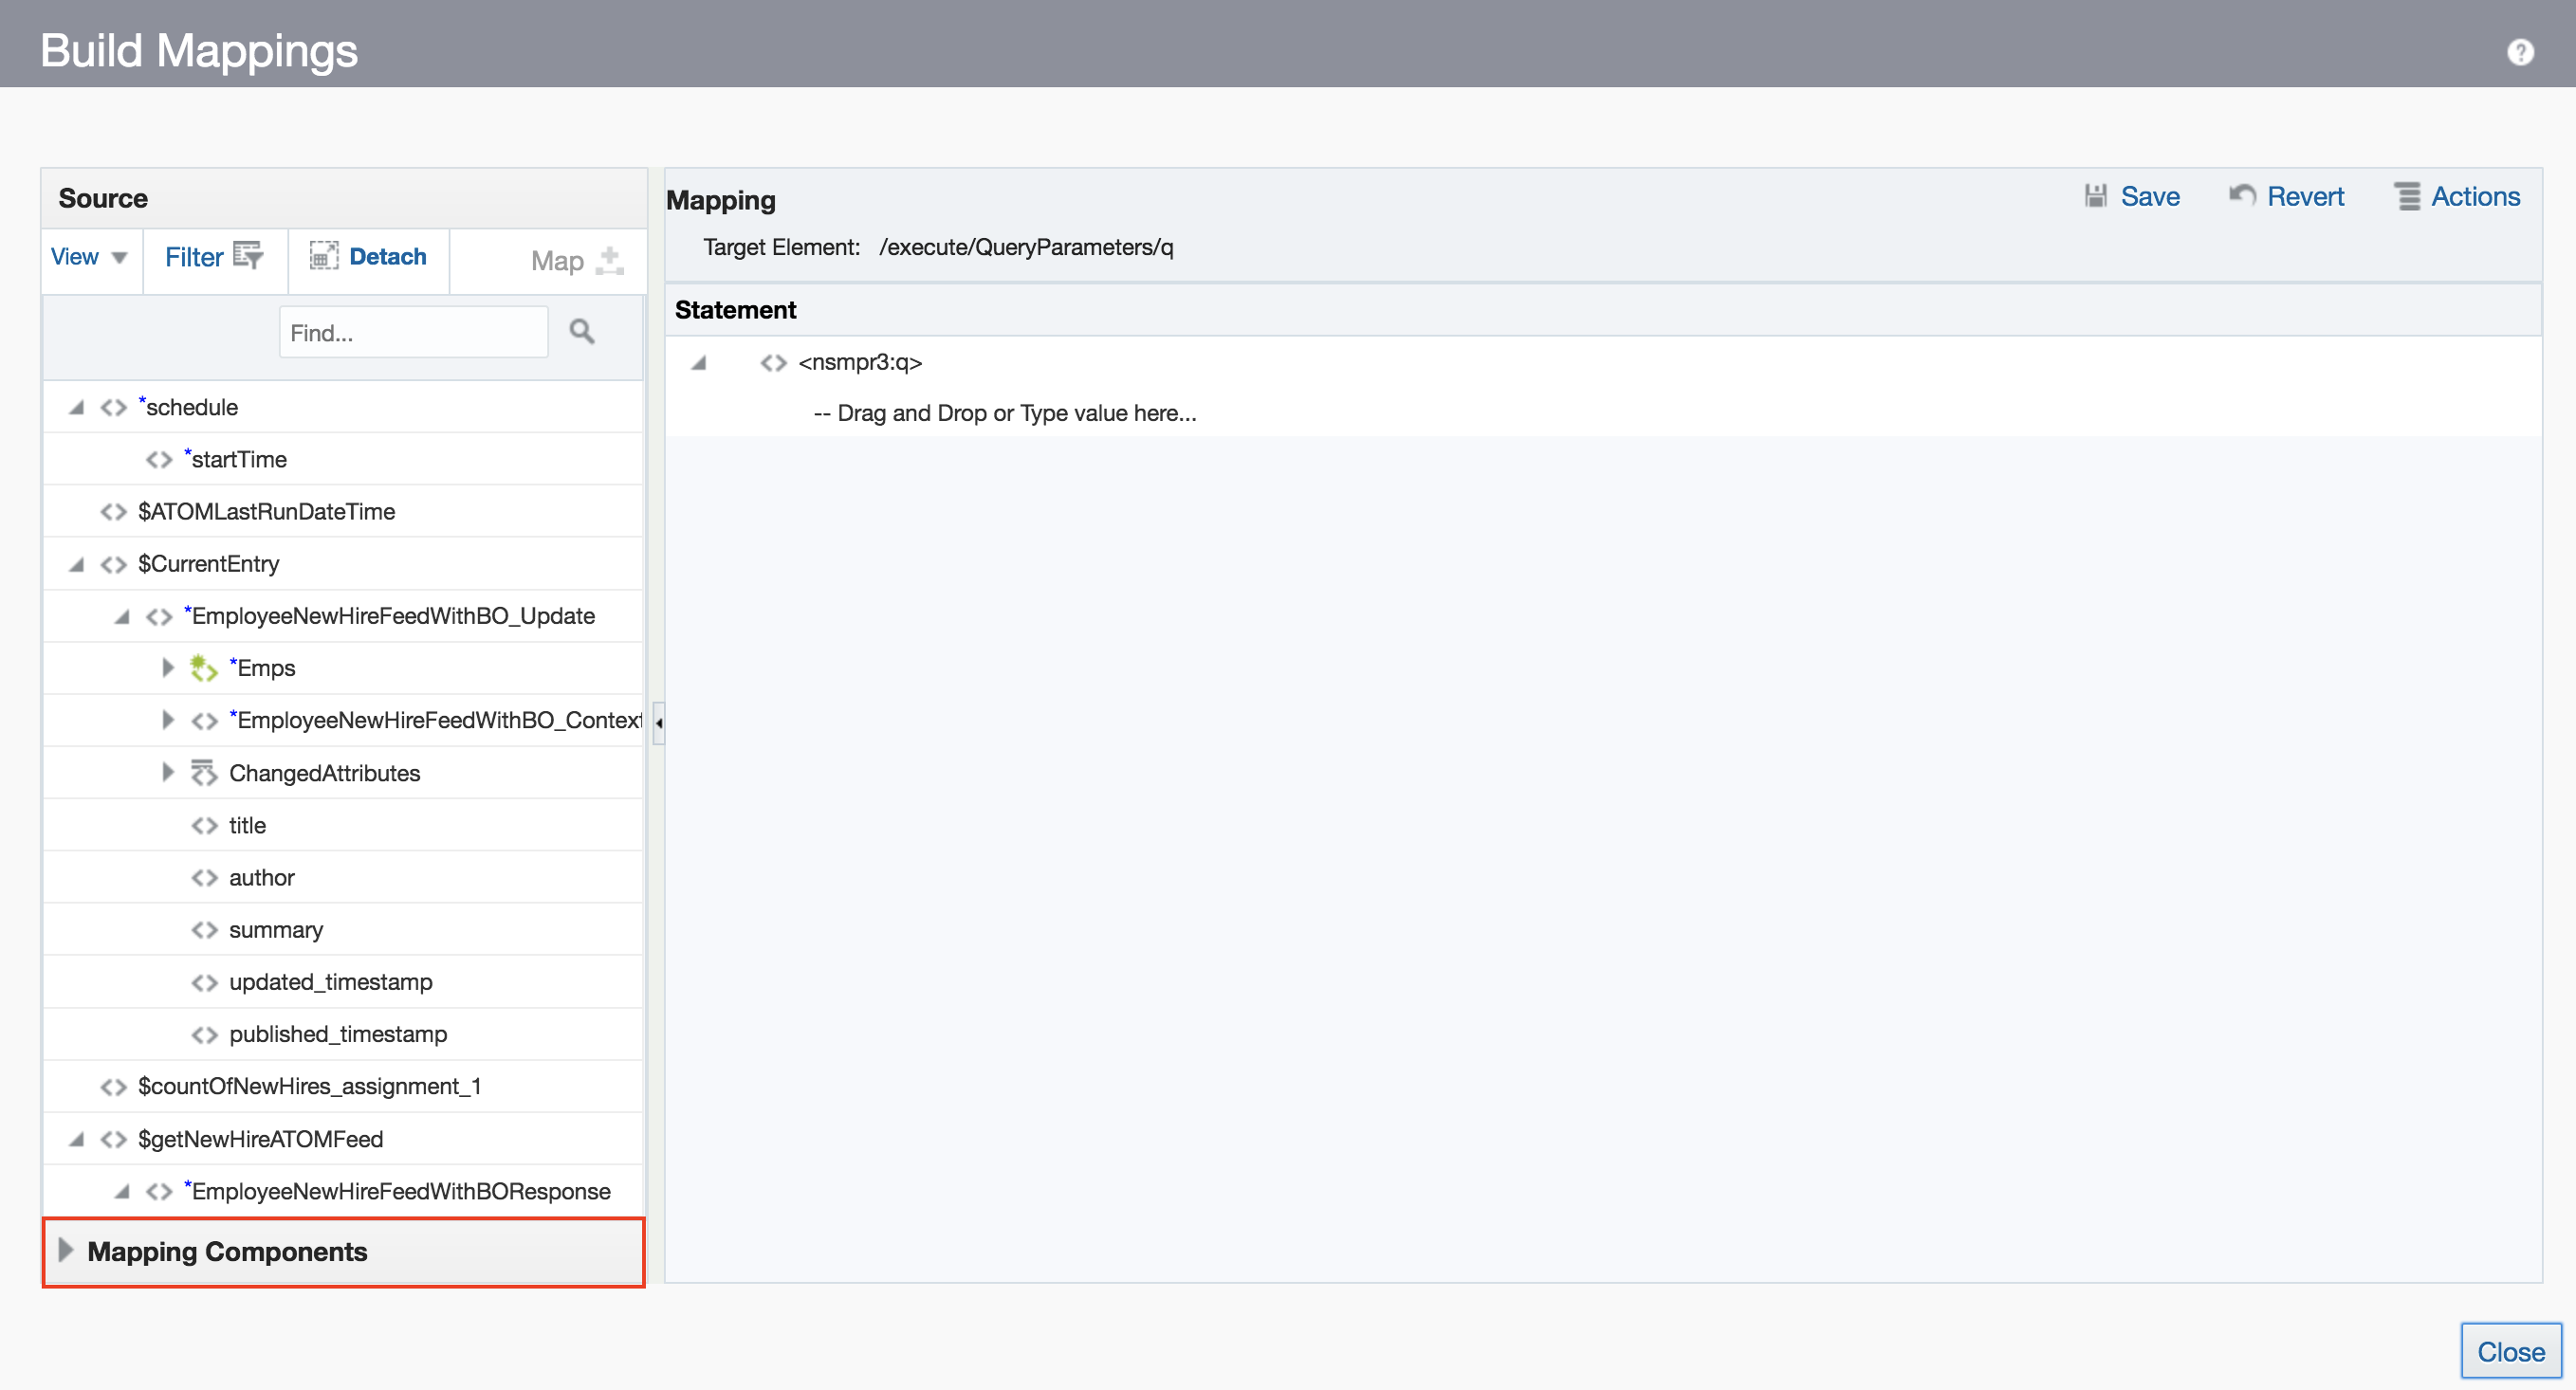 Build Mappings
?
Source
View Filter Detach Map
Find...
*schedule
*startTime
$ATOMLastRunDateTime
$CurrentEntry
*EmployeeNewHireFeedWithBO_Update
*Emps
*EmployeeNewHireFeedWithBO_Context
ChangedAttributes
title
author
summary
updated_timestamp
published_timestamp
$countOfNewHires_assignment_1
$getNewHireATOMFeed
*EmployeeNewHireFeedWithBOResponse
Mapping Components
Mapping
Save Revert Actions
Target Element: /execute/QueryParameters/q
Statement
<nsmpr3:q>
-- Drag and Drop or Type value here...
Close